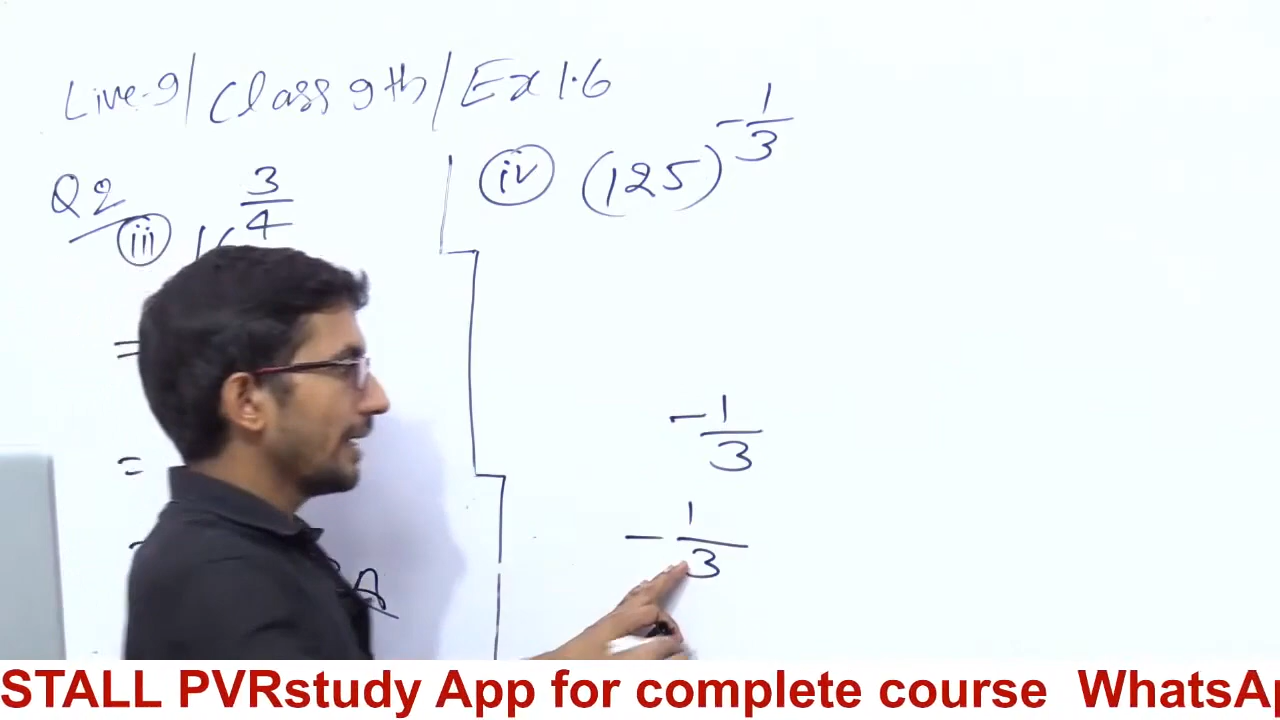 Live-9/ Class 9th/ Ex 1.6
Q2
iii 16^(3/4)
=
=
=
A
iv (125)^(-1/3)
-1/3
-1/3
STALL PVRstudy App for complete course WhatsAp